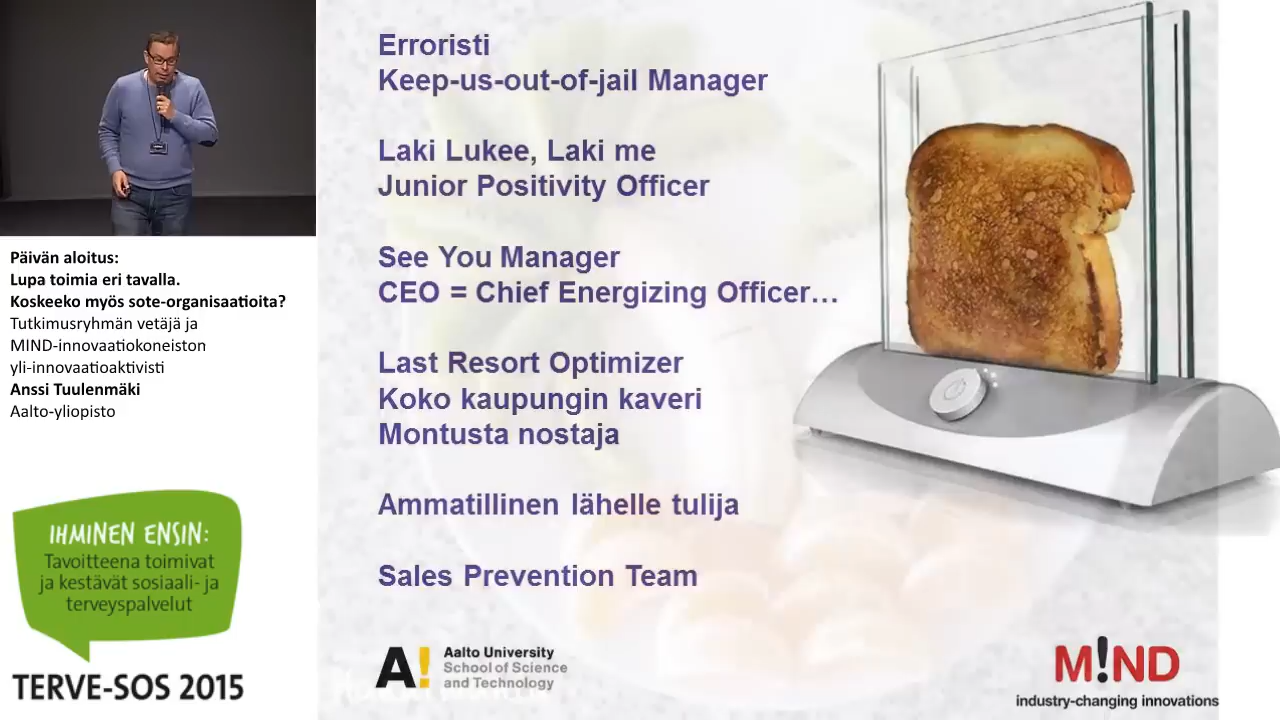 Päivän aloitus:
Lupa toimia eri tavalla.
Koskeeko myös sote-organisaatioita?
Tutkimusryhmän vetäjä ja
MIND-innovaatiokoneiston
yli-innovaatioaktivisti
Anssi Tuulenmäki
Aalto-yliopisto
IHMINEN ENSIN:
Tavoitteena toimivat
ja kestävät sosiaali- ja
terveyspalvelut
TERVE-SOS 2015
Erroristi
Keep-us-out-of-jail Manager
Laki Lukee, Laki me
Junior Positivity Officer
See You Manager
CEO = Chief Energizing Officer…
Last Resort Optimizer
Koko kaupungin kaveri
Montusta nostaja
Ammatillinen lähelle tulija
Sales Prevention Team
A!
Aalto University
School of Science
and Technology
M!ND
industry-changing innovations